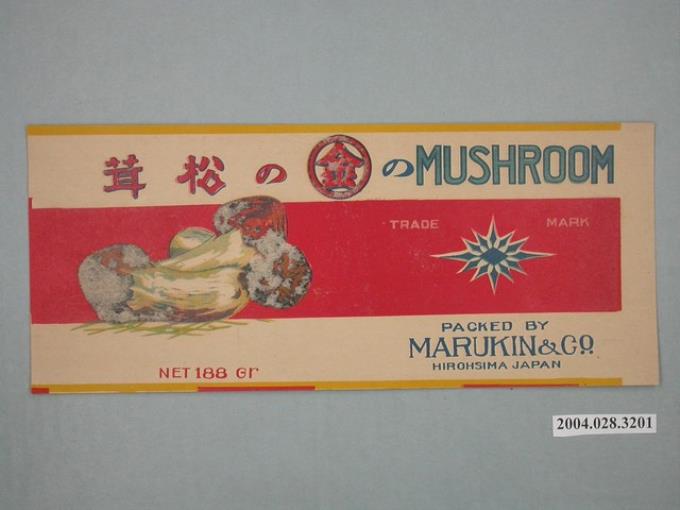 茸松の金のMUSHROOM
TRADE MARK
PACKED BY
MARUKIN&CO.
HIROHSIMA JAPAN
NET 188 Gr
2004.028.3201